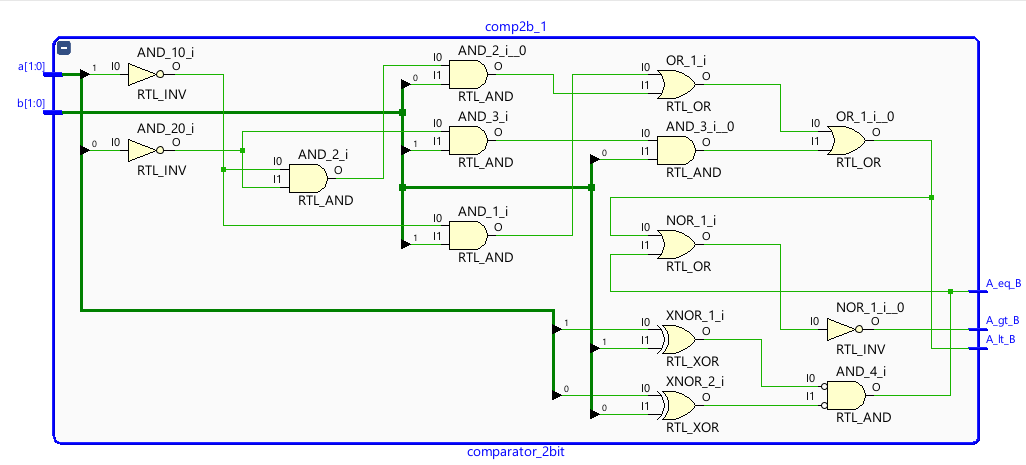 comp2b_1
a[1:0]
b[1:0]
AND_10_i
1
I0
O
RTL_INV
AND_20_i
0
I0
O
RTL_INV
AND_2_i
I0
I1
O
RTL_AND
AND_2_i__0
I0
0
I1
O
RTL_AND
AND_3_i
I0
1
I1
O
RTL_AND
AND_1_i
I0
1
I1
O
RTL_AND
OR_1_i
I0
I1
O
RTL_OR
AND_3_i__0
I0
0
I1
O
RTL_AND
OR_1_i__0
I0
I1
O
RTL_OR
NOR_1_i
I0
I1
O
RTL_OR
XNOR_1_i
1
I0
1
I1
O
RTL_XOR
XNOR_2_i
0
I0
0
I1
O
RTL_XOR
NOR_1_i__0
I0
O
RTL_INV
AND_4_i
I0
I1
O
RTL_AND
A_eq_B
A_gt_B
A_lt_B
comparator_2bit